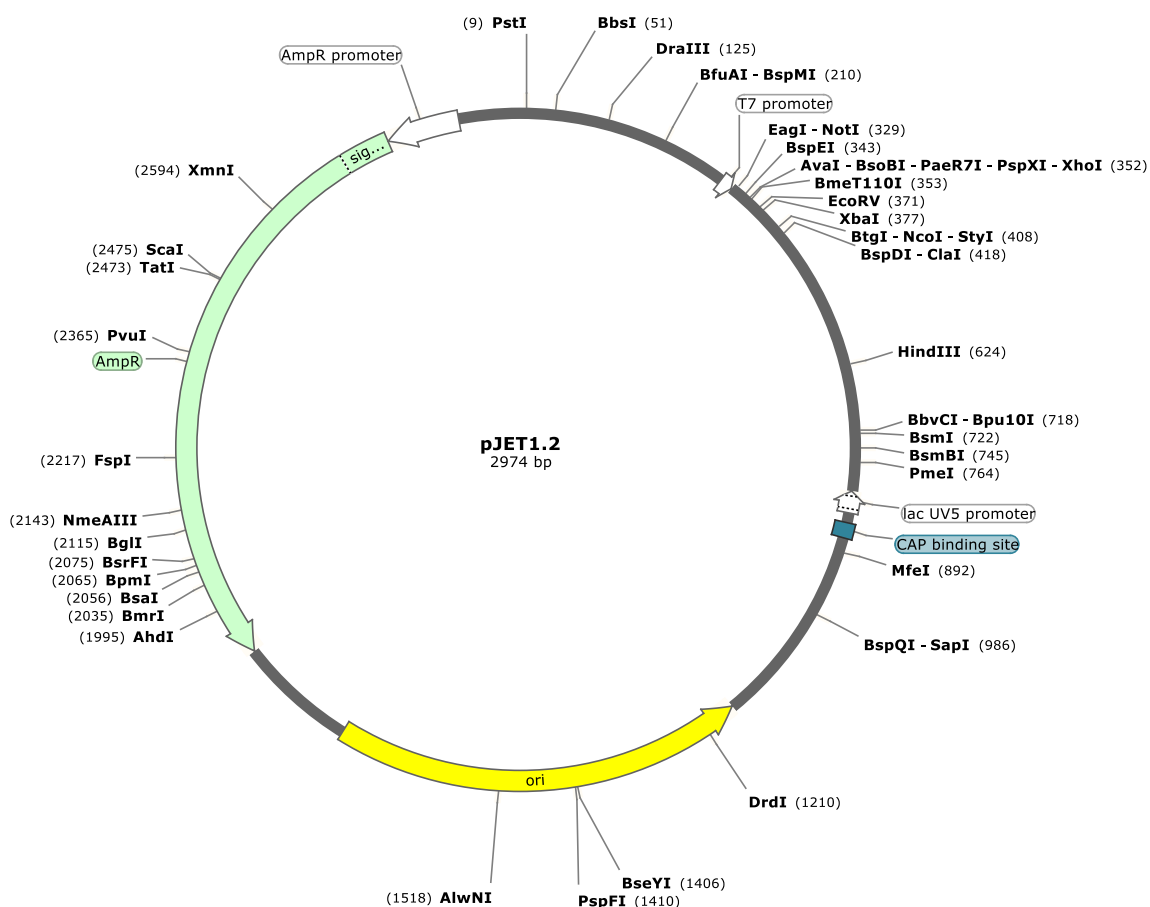 (9) PstI
BbsI (51)
DraIII (125)
BfuAI - BspMI (210)
T7 promoter
EagI - NotI (329)
BspEI (343)
AvaI - BsoBI - PaeR7I - PspXI - XhoI (352)
BmeT110I (353)
EcoRV (371)
XbaI (377)
BtgI - NcoI - StyI (408)
BspDI - ClaI (418)
HindIII (624)
BbvCI - Bpu10I (718)
BsmI (722)
BsmBI (745)
PmeI (764)
lac UV5 promoter
CAP binding site
MfeI (892)
BspQI - SapI (986)
DrdI (1210)
BseYI (1406)
PspFI (1410)
(1518) AlwNI
ori
(1995) AhdI
(2035) BmrI
(2056) BsaI
(2065) BpmI
(2075) BsrFI
(2115) BglI
(2143) NmeAIII
(2217) FspI
AmpR
(2365) PvuI
(2473) TatI
(2475) ScaI
(2594) XmnI
sig...
AmpR promoter
pJET1.2
2974 bp